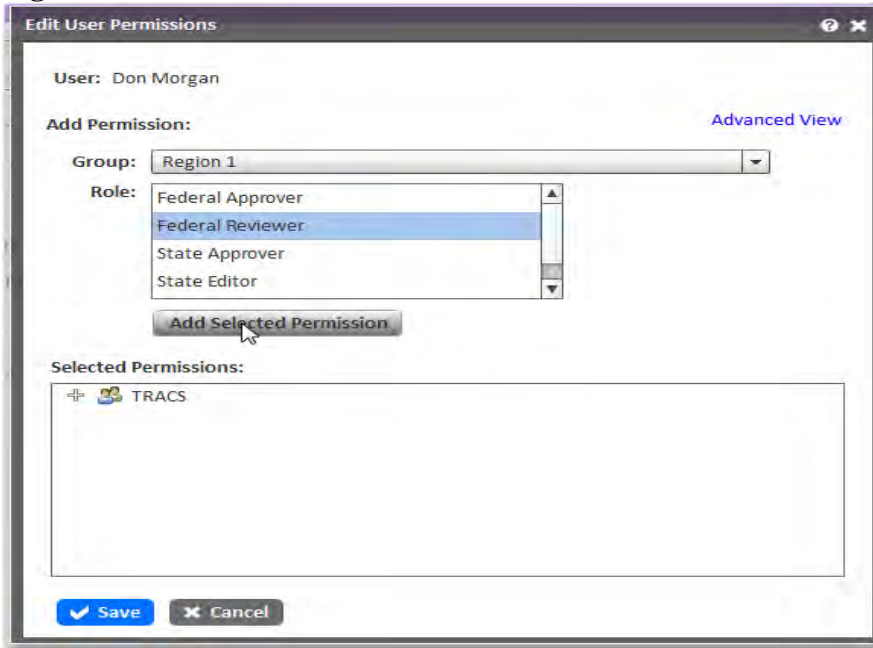 Edit User Permissions
User: Don Morgan
Add Permission:
Advanced View
Group: Region 1
Role:
Federal Approver
Federal Reviewer
State Approver
State Editor
Add Selected Permission
Selected Permissions:
TRACS
Save
Cancel